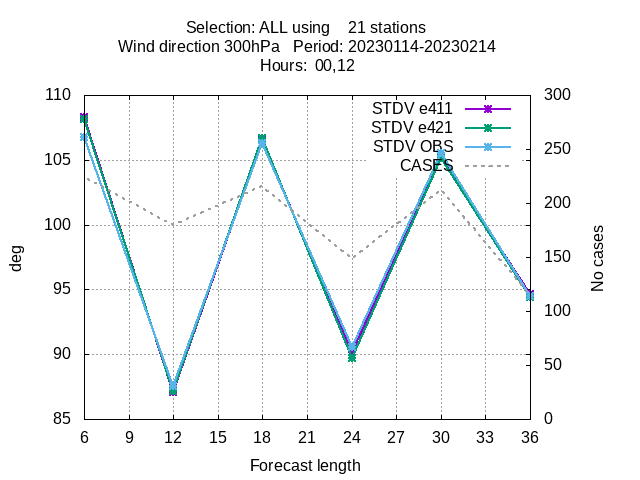 Selection: ALL using    21 stations
Wind direction 300hPa   Period: 20230114-20230214
Hours:  00,12
110
105
100
95
90
85
deg
300
250
200
150
100
50
0
No cases
STDV e411
STDV e421
STDV OBS
CASES
6 9 12 15 18 21 24 27 30 33 36
Forecast length